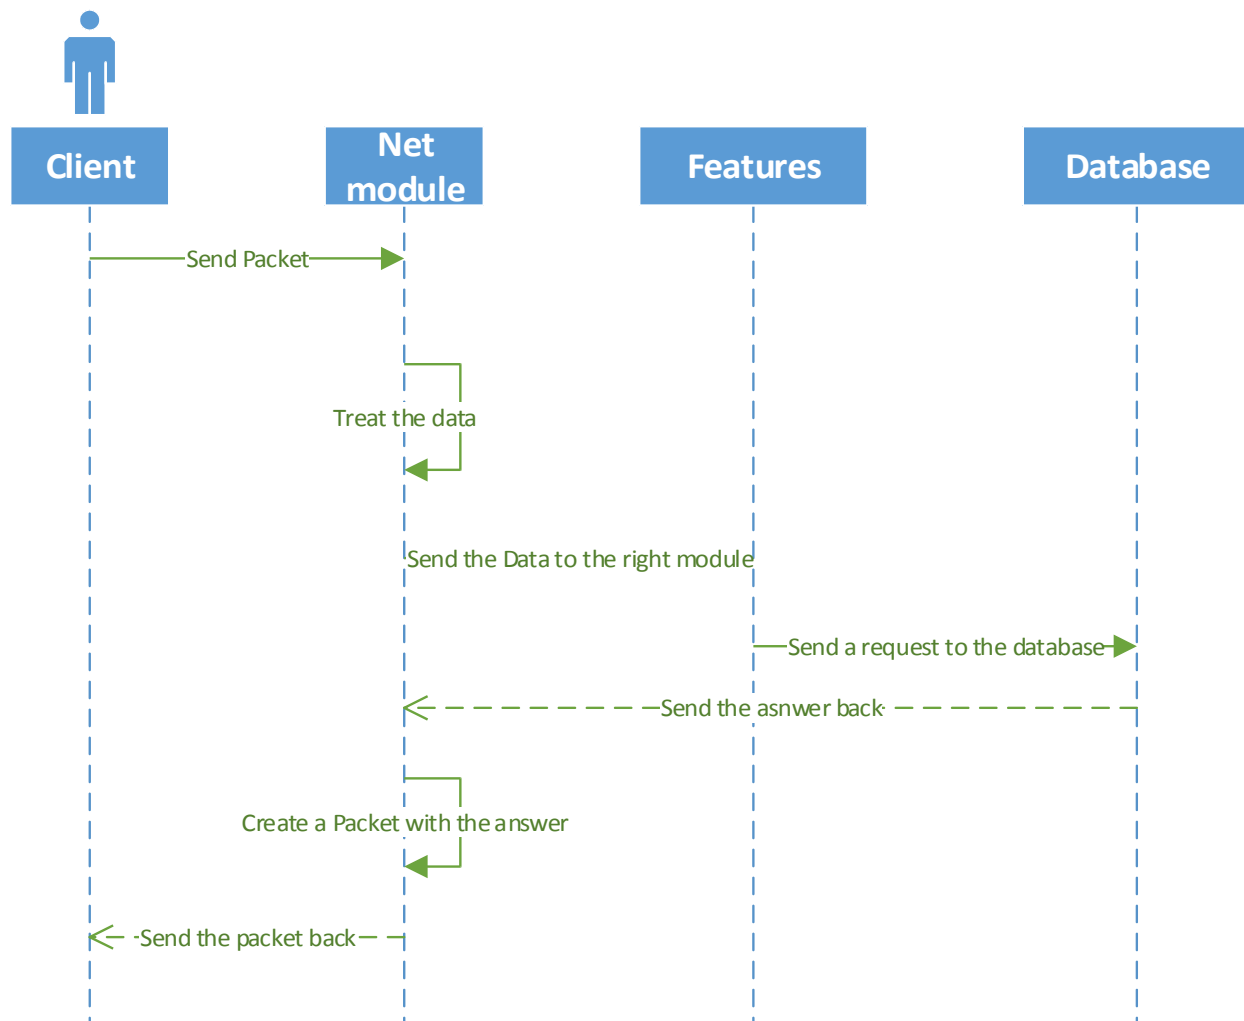 Client
Net
module
Features
Database
Send Packet
Treat the data
Send the Data to the right module
Send a request to the database
Send the asnwer back
Create a Packet with the answer
Send the packet back